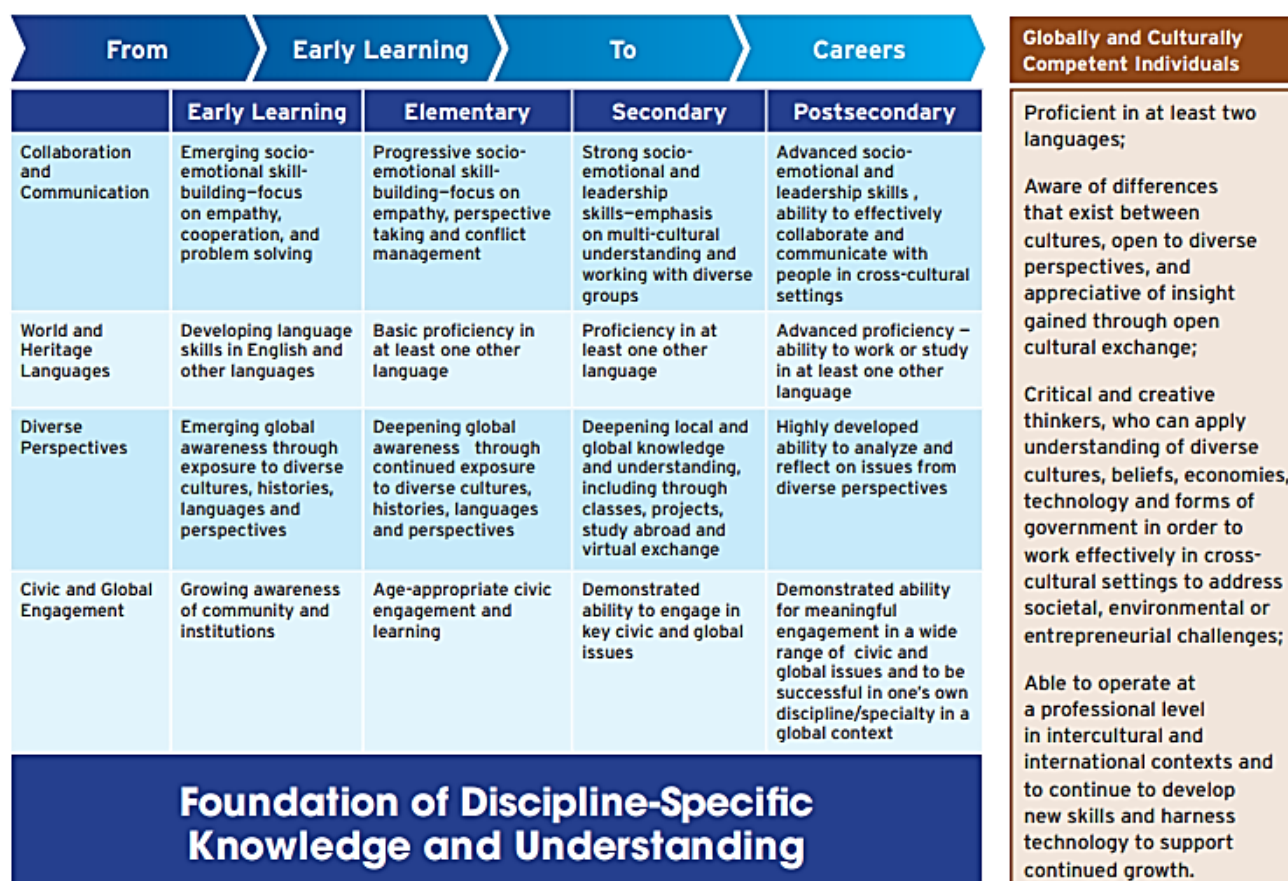 From Early Learning To Careers
Early Learning Elementary Secondary Postsecondary
Collaboration
and
Communication
Emerging socio-
emotional skill-
building—focus
on empathy,
cooperation, and
problem solving
Progressive socio-
emotional skill-
building—focus on
empathy, perspective
taking and conflict
management
Strong socio-
emotional and
leadership
skills—emphasis
on multi-cultural
understanding and
working with diverse
groups
Advanced socio-
emotional and
leadership skills ,
ability to effectively
collaborate and
communicate with
people in cross-cultural
settings
World and
Heritage
Languages
Developing language
skills in English and
other languages
Basic proficiency in
at least one other
language
Proficiency in at
least one other
language
Advanced proficiency —
ability to work or study
in at least one other
language
Diverse
Perspectives
Emerging global
awareness through
exposure to diverse
cultures, histories,
languages and
perspectives
Deepening global
awareness through
continued exposure
to diverse cultures,
histories, languages
and perspectives
Deepening local and
global knowledge
and understanding,
including through
classes, projects,
study abroad and
virtual exchange
Highly developed
ability to analyze and
reflect on issues from
diverse perspectives
Civic and Global
Engagement
Growing awareness
of community and
institutions
Age-appropriate civic
engagement and
learning
Demonstrated
ability to engage in
key civic and global
issues
Demonstrated ability
for meaningful
engagement in a wide
range of civic and
global issues and to be
successful in one's own
discipline/specialty in a
global context
Foundation of Discipline-Specific
Knowledge and Understanding
Globally and Culturally
Competent Individuals
Proficient in at least two
languages;
Aware of differences
that exist between
cultures, open to diverse
perspectives, and
appreciative of insight
gained through open
cultural exchange;
Critical and creative
thinkers, who can apply
understanding of diverse
cultures, beliefs, economies,
technology and forms of
government in order to
work effectively in cross-
cultural settings to address
societal, environmental or
entrepreneurial challenges;
Able to operate at
a professional level
in intercultural and
international contexts and
to continue to develop
new skills and harness
technology to support
continued growth.